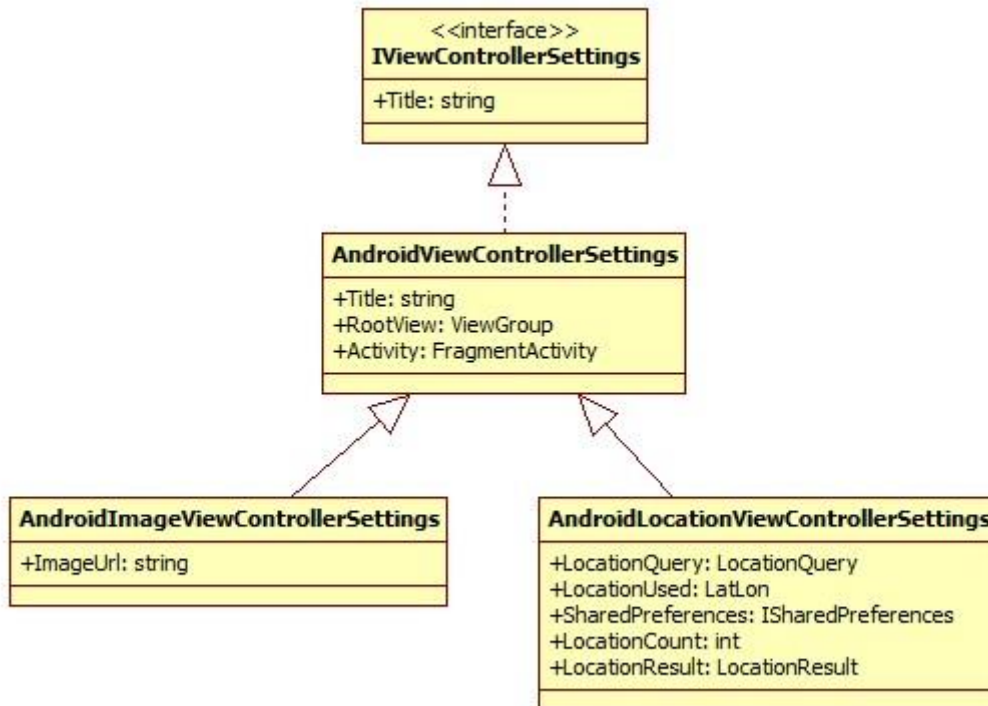 <<interface>>
IViewControllerSettings
+Title: string
AndroidViewControllerSettings
+Title: string
+RootView: ViewGroup
+Activity: FragmentActivity
AndroidImageViewControllerSettings
+ImageUrl: string
AndroidLocationViewControllerSettings
+LocationQuery: LocationQuery
+LocationUsed: LatLon
+SharedPreferences: ISharedPreferences
+LocationCount: int
+LocationResult: LocationResult